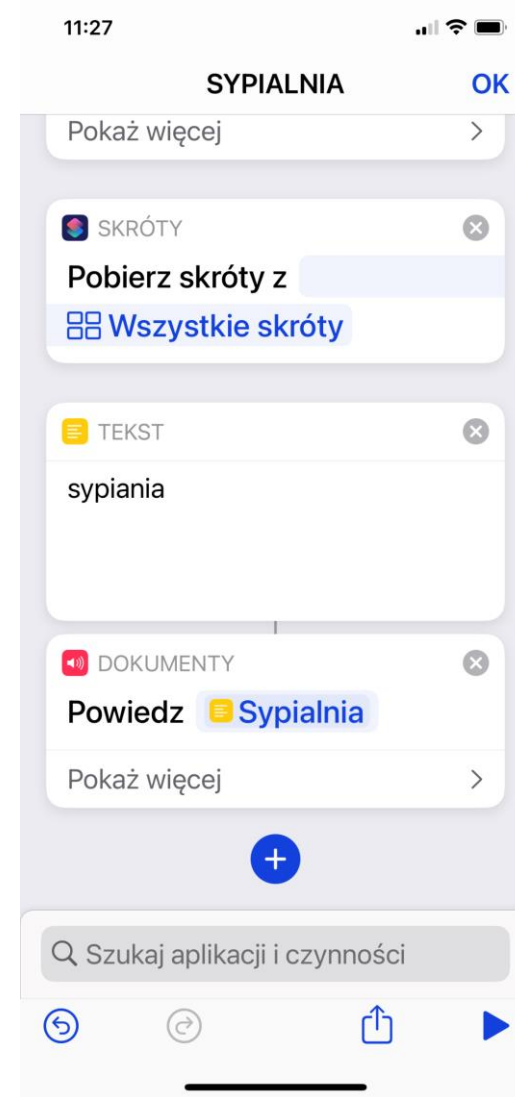 11:27
SYPIALNIA OK
Pokaż więcej
SKRÓTY
Pobierz skróty z
Wszystkie skróty
TEKST
sypiania
DOKUMENTY
Powiedz Sypialnia
Pokaż więcej
Szukaj aplikacji i czynności